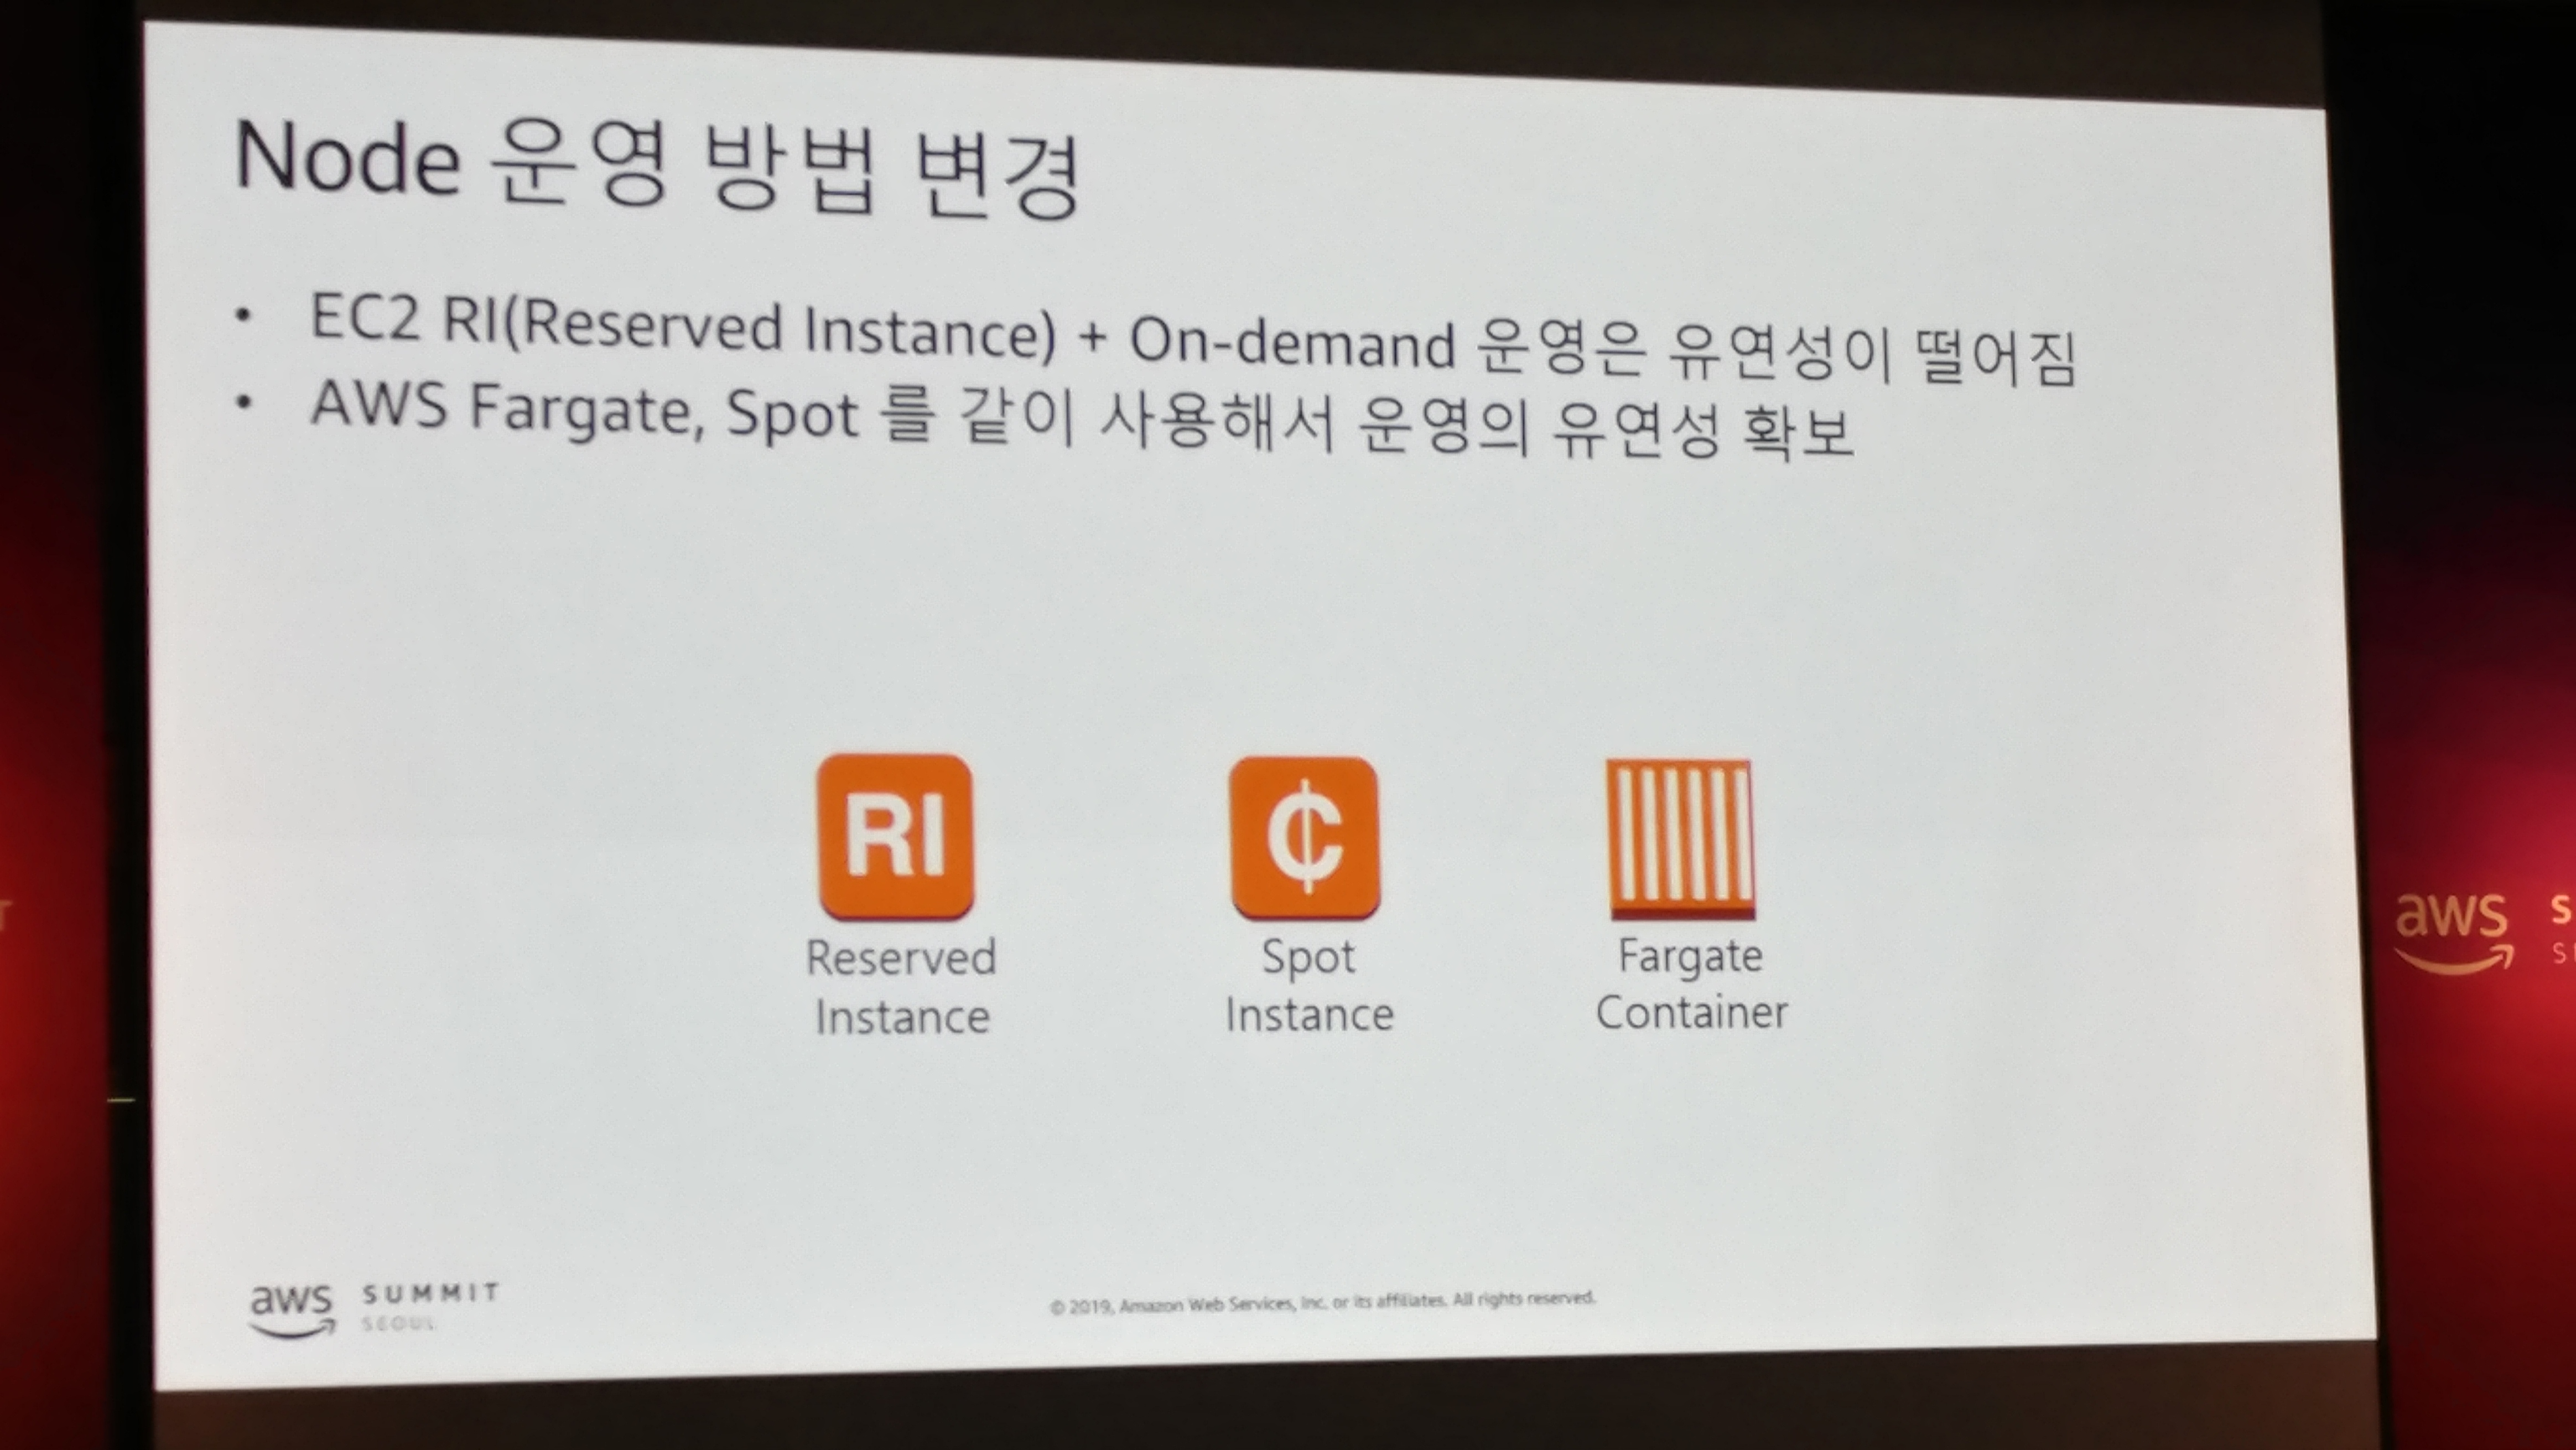 Node 운영 방법 변경
• EC2 RI(Reserved Instance) + On-demand 운영은 유연성이 떨어짐
• AWS Fargate, Spot 를 같이 사용해서 운영의 유연성 확보
RI
₵
Reserved
Instance
Spot
Instance
Fargate
Container
aws SUMMIT
SEOUL
© 2019, Amazon Web Services, Inc. or its affiliates. All rights reserved.
aws